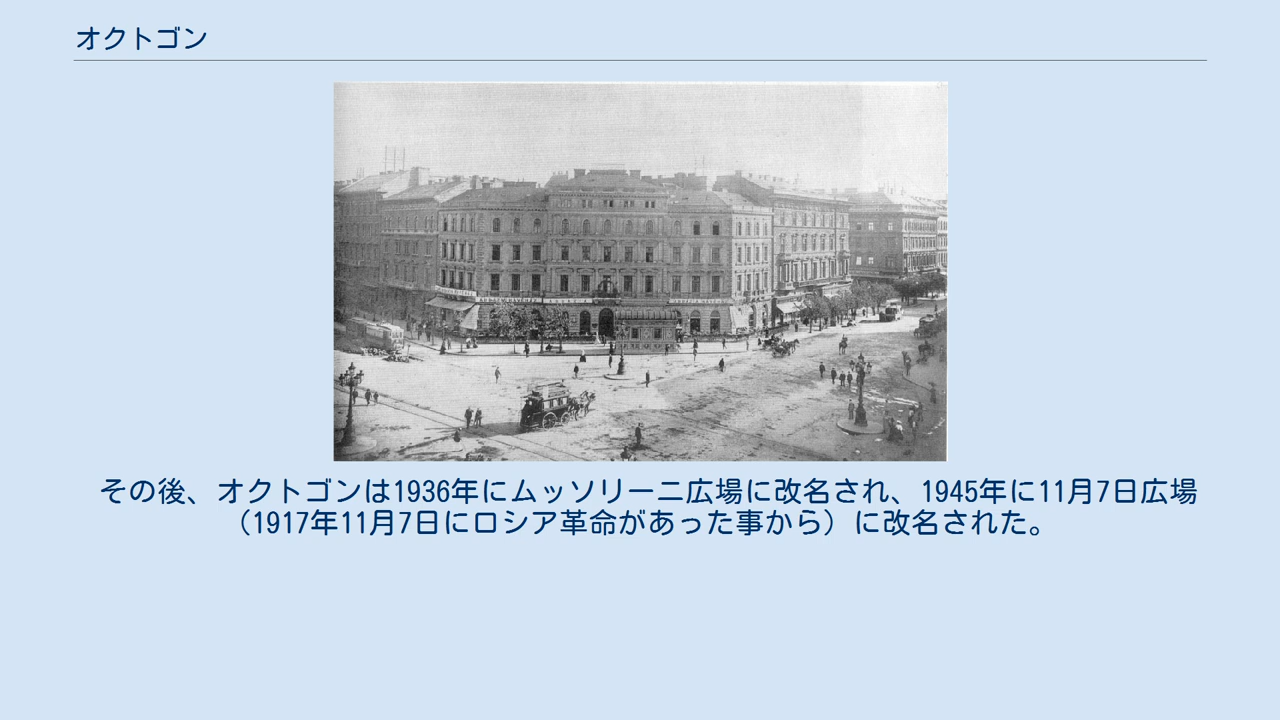 オクトゴン
その後、オクトゴンは1936年にムッソリーニ広場に改名され、1945年に11月7日広場
（1917年11月7日にロシア革命があった事から）に改名された。